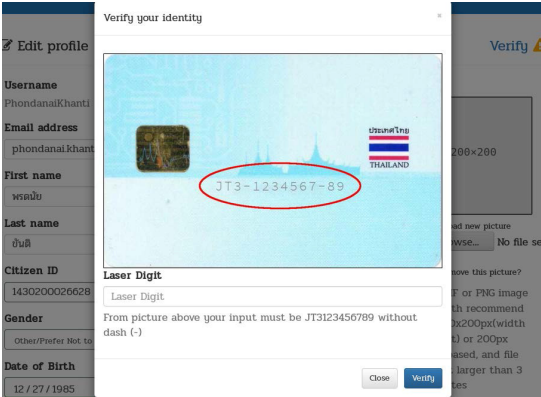 Verify your identity
×
Edit profile
Verify
Username
PhondanaiKhanti
Email address
phondanai.khant
First name
พรดนัย
Last name
ขันติ
Citizen ID
1430200026628
Gender
Other/Prefer Not to
Date of Birth
12 / 27 / 1985
ประเทศไทย
THAILAND
JT3-1234567-89
Laser Digit
Laser Digit
From picture above your input must be JT3123456789 without
dash (-)
Close
Verify
200×200
ad new picture
wse...
No file se
move this picture?
F or PNG image
th recommend
0x200px(width
t) or 200px
ased, and file
larger than 3
tes